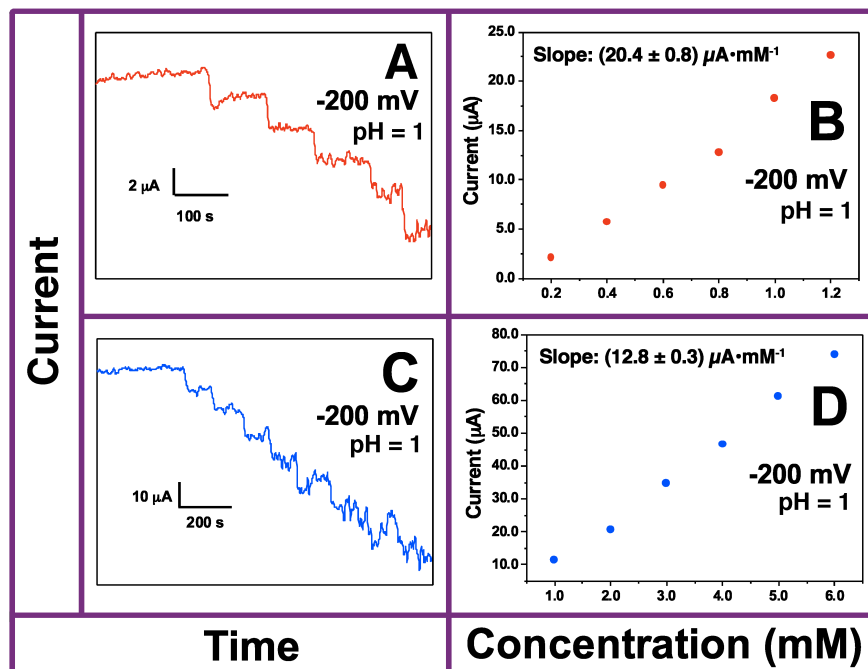 Current
A
-200 mV
pH = 1
2 μA
100 s
Slope: (20.4 ± 0.8) μA•mM⁻¹
B
-200 mV
pH = 1
Current (μA)
25.0
20.0
15.0
10.0
5.0
0.0
0.2 0.4 0.6 0.8 1.0 1.2
C
-200 mV
pH = 1
10 μA
200 s
Slope: (12.8 ± 0.3) μA•mM⁻¹
D
-200 mV
pH = 1
Current (μA)
80.0
70.0
60.0
50.0
40.0
30.0
20.0
10.0
1.0 2.0 3.0 4.0 5.0 6.0
Time
Concentration (mM)